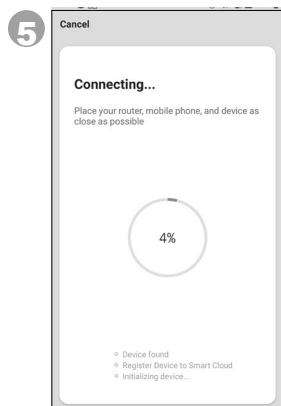 5
Cancel
Connecting...
Place your router, mobile phone, and device as
close as possible
4%
Device found
Register Device to Smart Cloud
Initializing device...